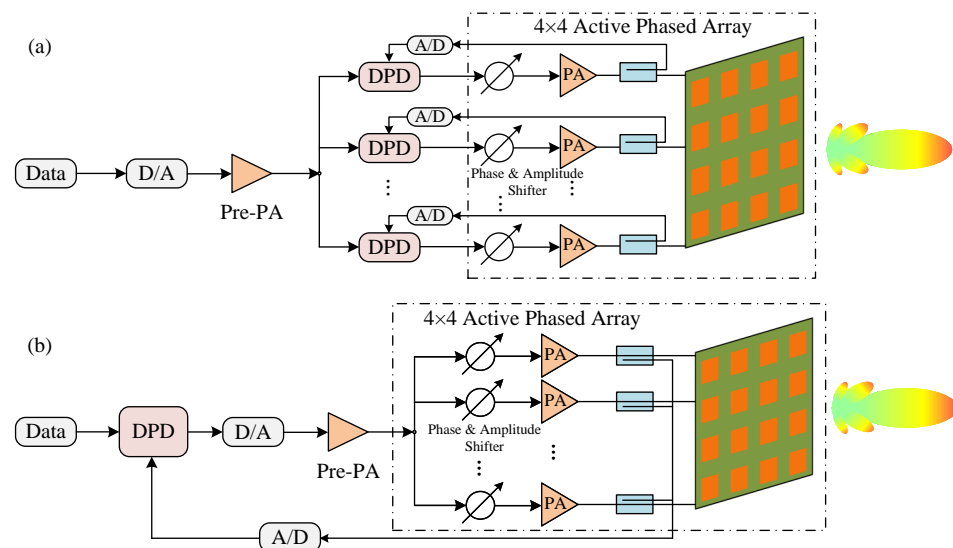 (a)
4×4 Active Phased Array
A/D
DPD
PA
A/D
DPD
PA
Data
D/A
Pre-PA
Phase & Amplitude
Shifter
A/D
DPD
PA
(b)
4×4 Active Phased Array
PA
PA
Data
DPD
D/A
Pre-PA
Phase & Amplitude
Shifter
PA
A/D